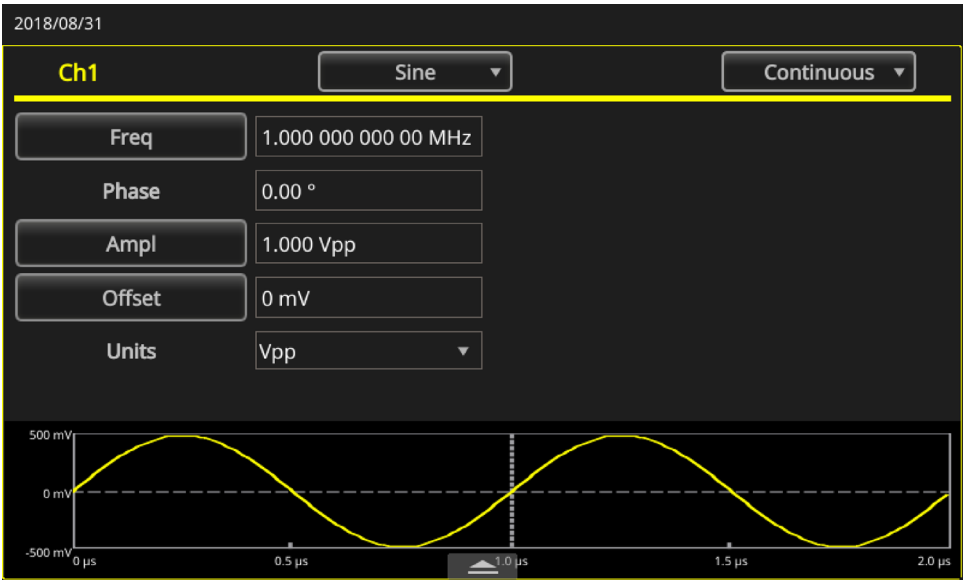 2018/08/31
Ch1 Sine Continuous
Freq 1.000 000 000 00 MHz
Phase 0.00 °
Ampl 1.000 Vpp
Offset 0 mV
Units Vpp
500 mV
0 mV
-500 mV
0 µs 0.5 µs 1.0 µs 1.5 µs 2.0 µs